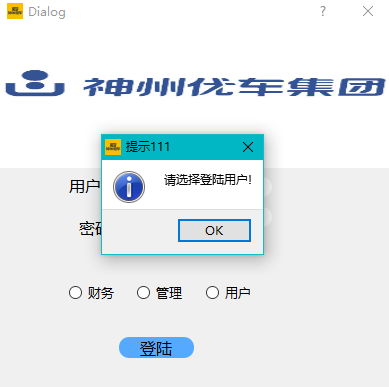 Dialog
神州优车集团
提示111
请选择登陆用户!
OK
用户
密码
财务 管理 用户
登陆